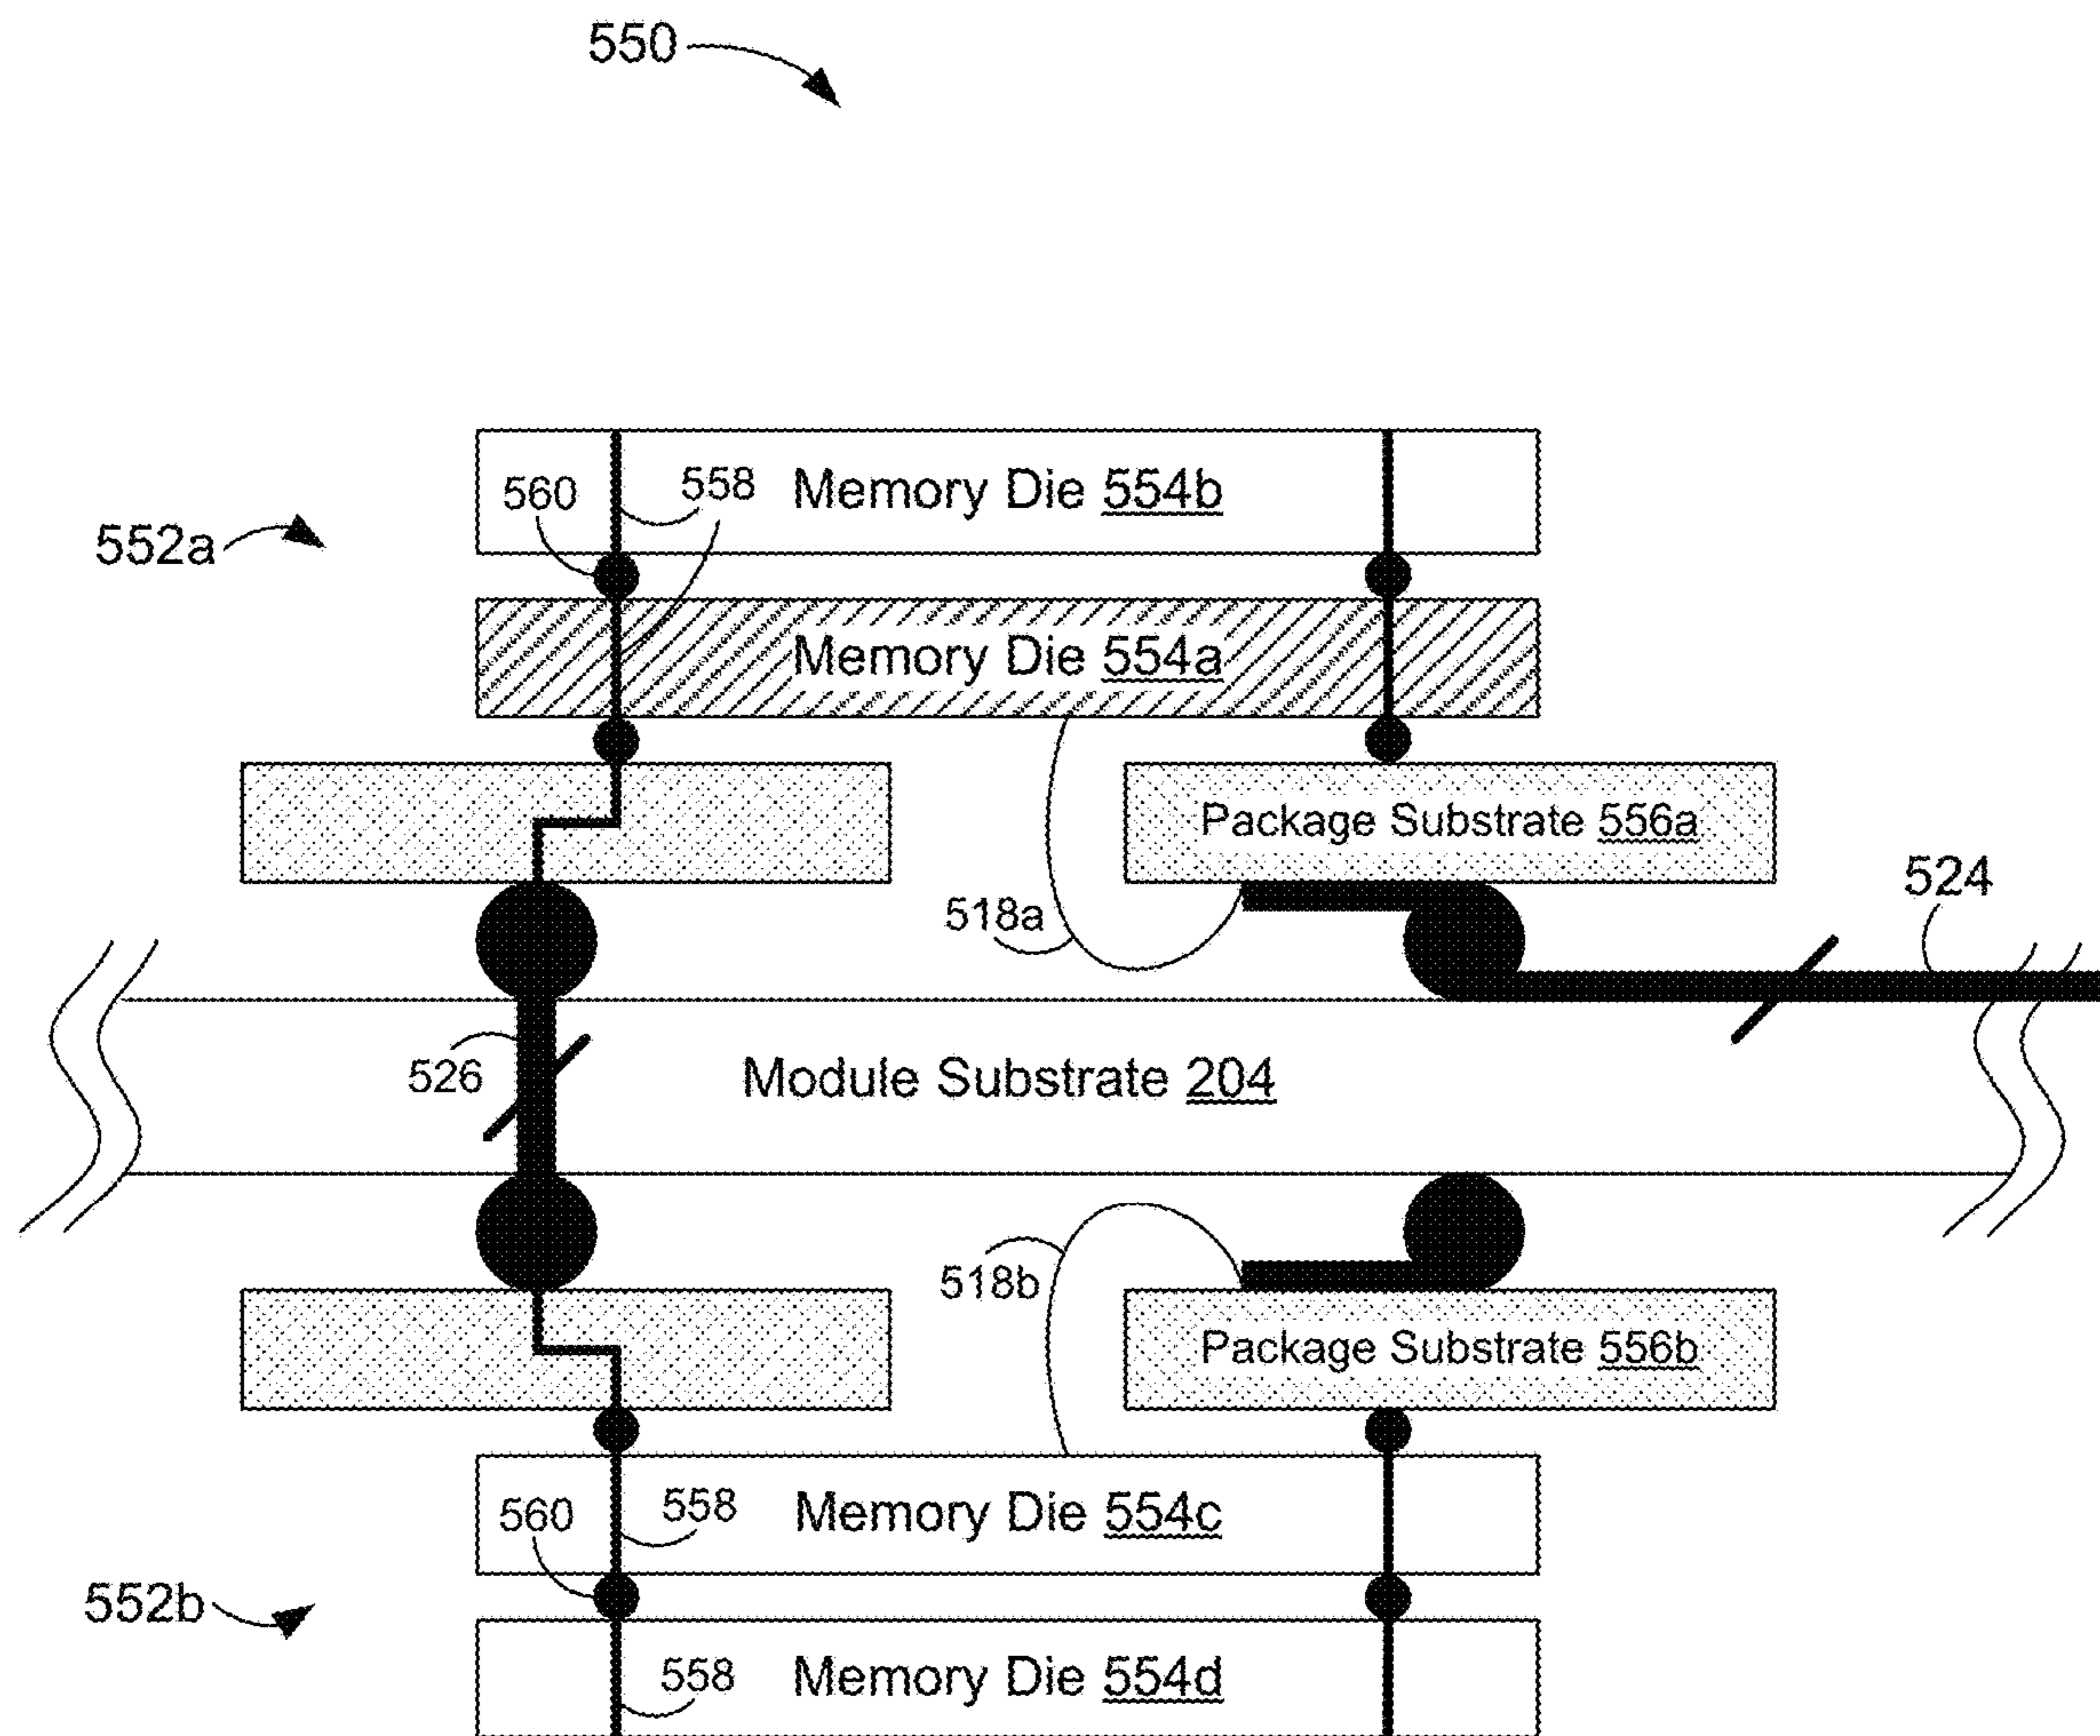 550
560
558
Memory Die 554b
552a
Memory Die 554a
Package Substrate 556a
524
518a
526
Module Substrate 204
518b
Package Substrate 556b
560
558
Memory Die 554c
552b
558
Memory Die 554d